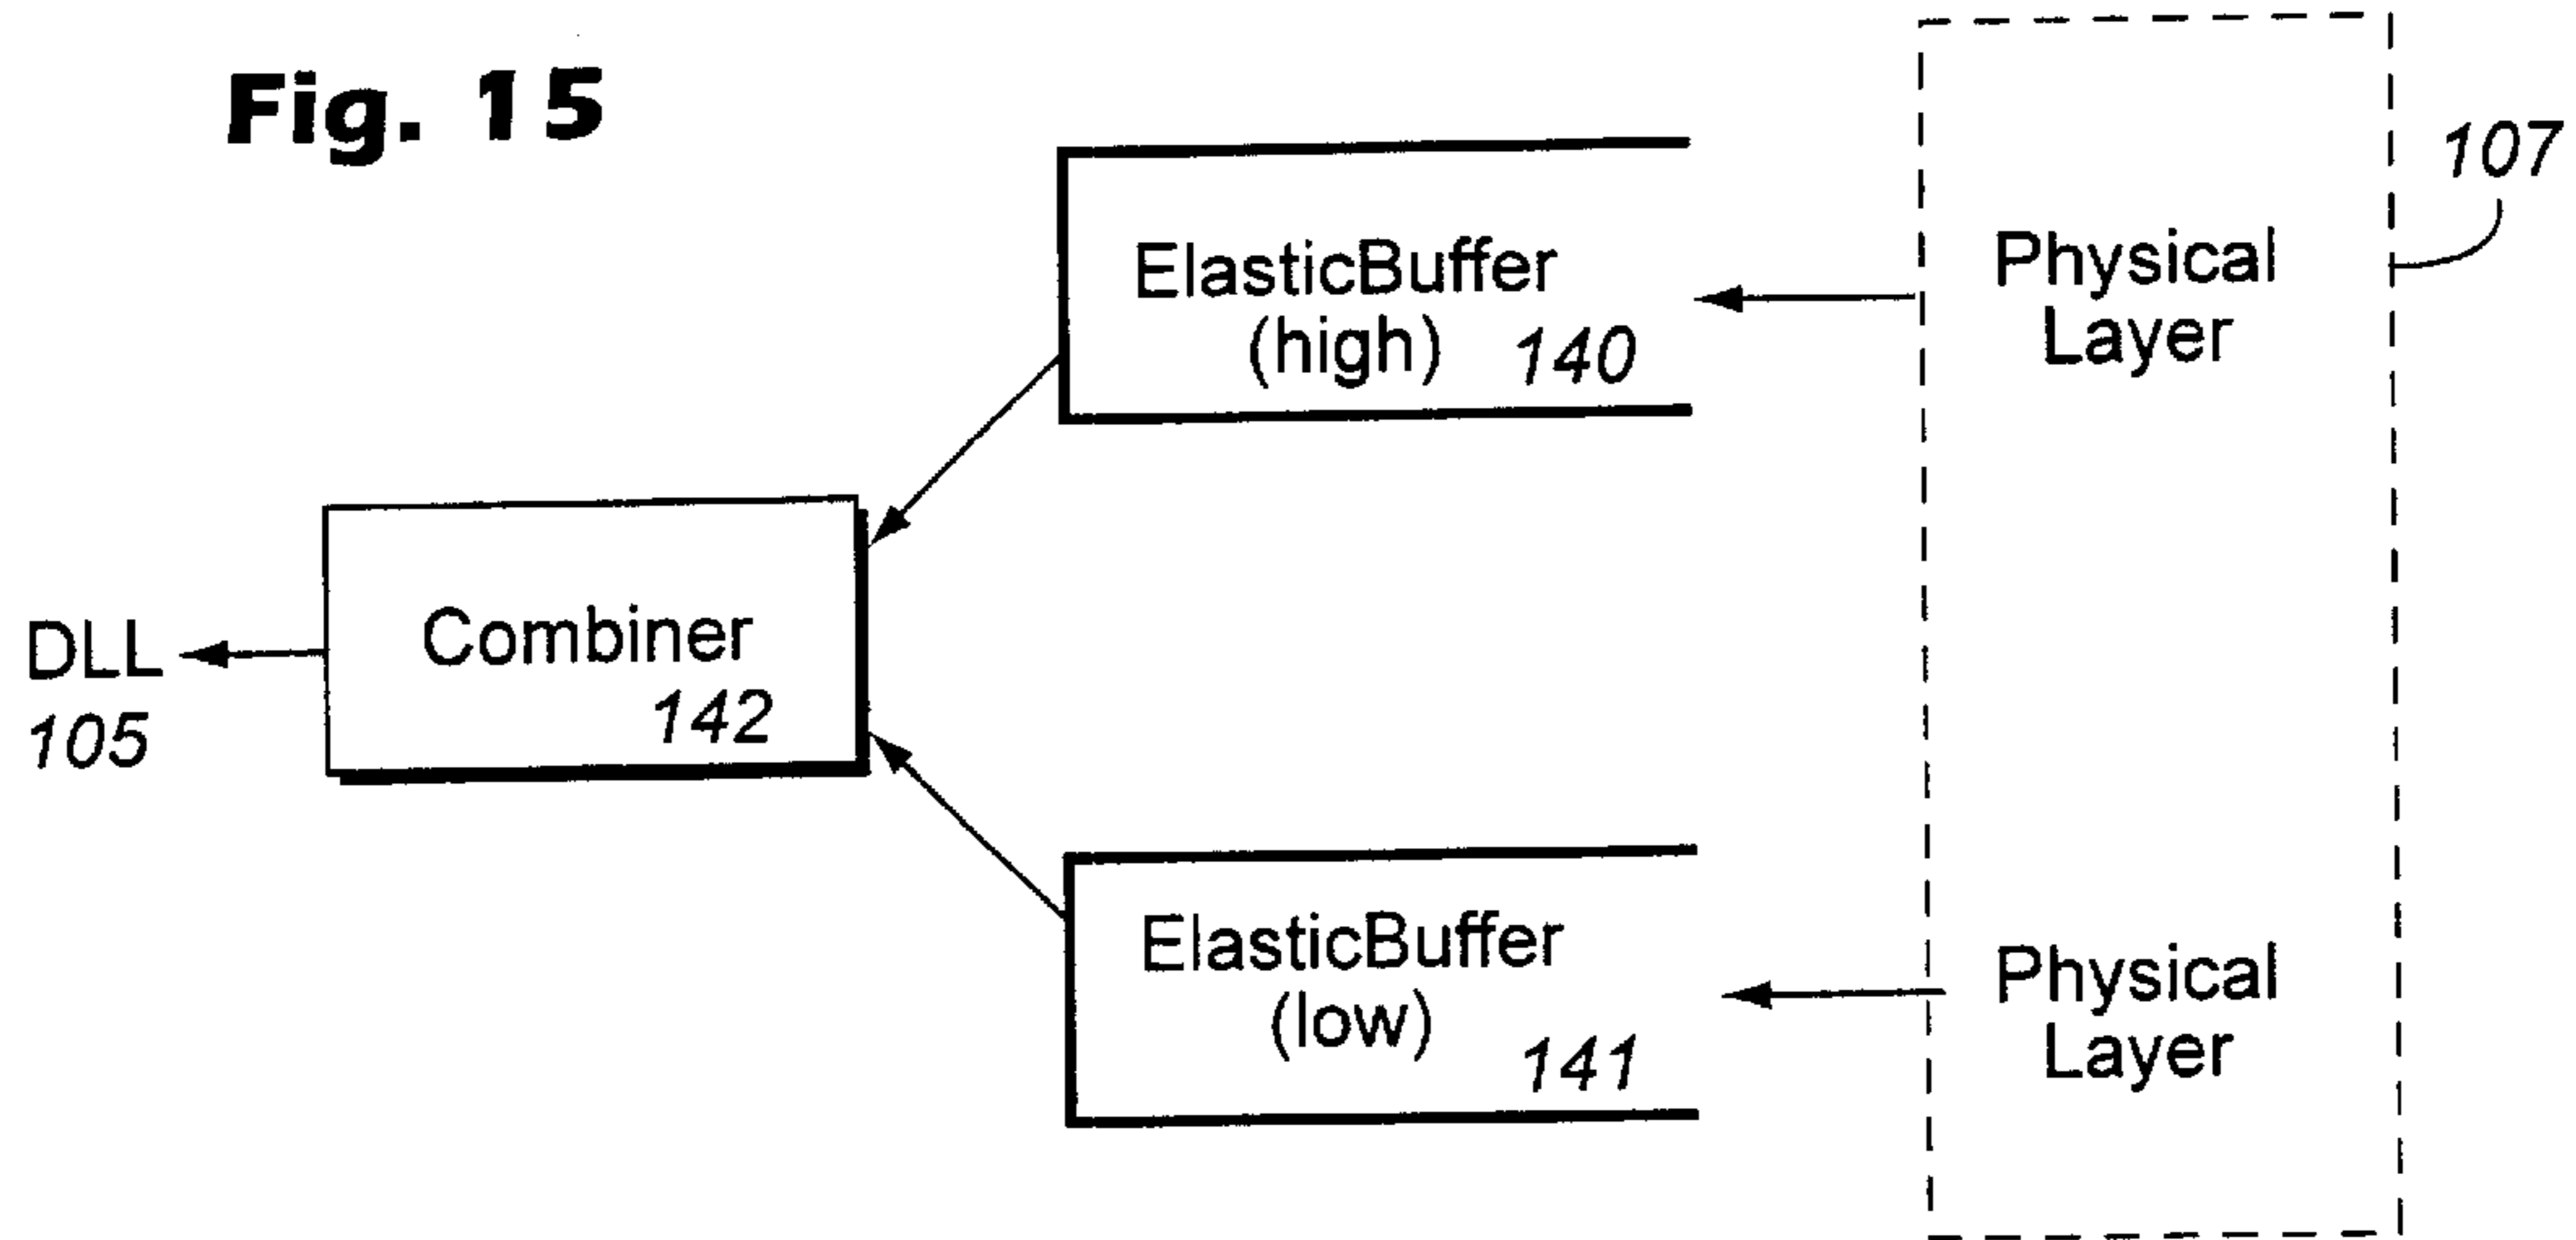 Fig. 15
107
ElasticBuffer
(high) 140
Physical
Layer
Combiner
142
DLL
105
ElasticBuffer
(low) 141
Physical
Layer